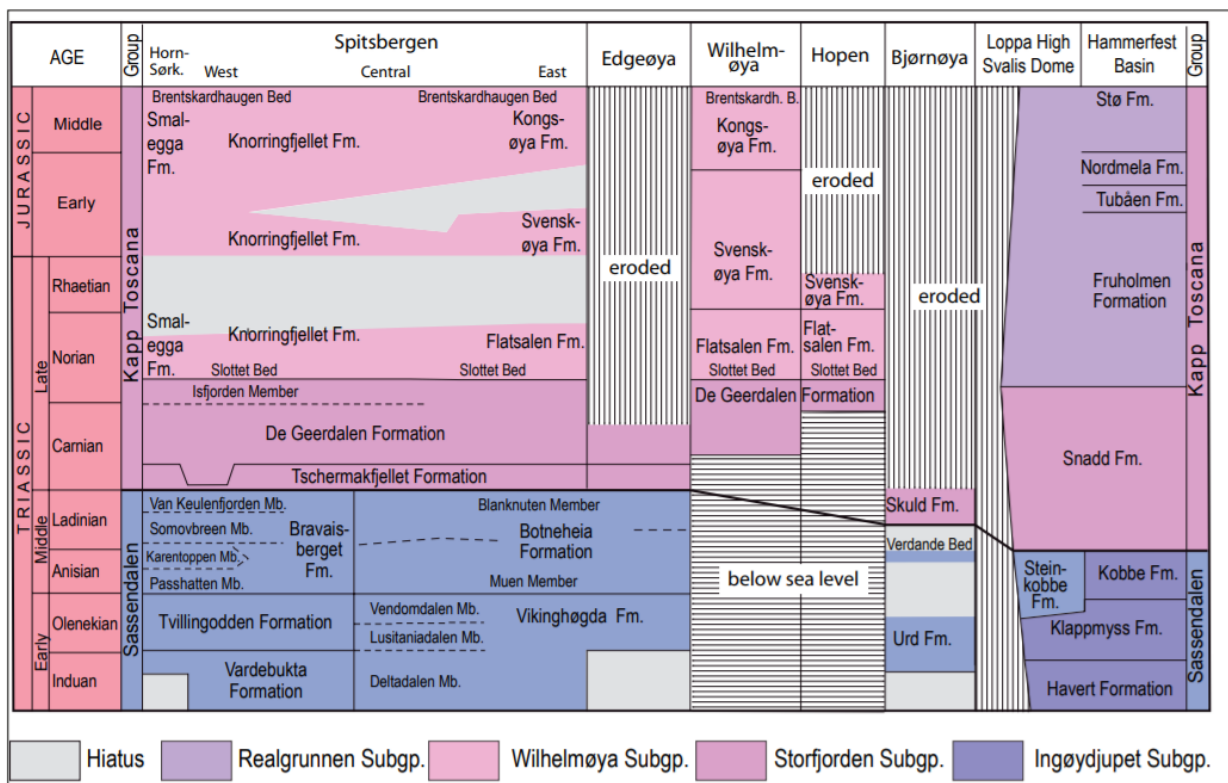 AGE
Group
Spitsbergen
Horn-
Sørk.
West
Central
East
Edgeøya
Wilhelm-
øya
Hopen
Bjørnøya
Loppa High
Svalis Dome
Hammerfest
Basin
Group
JURASSIC
Middle
Early
TRIASSIC
Late
Rhaetian
Norian
Carnian
Middle
Ladinian
Anisian
Early
Olenekian
Induan
Kapp Toscana
Sassendalen
Brentskardhaugen Bed
Brentskardhaugen Bed
Smal-
egga
Fm.
Knorringfjellet Fm.
Kongs-
øya Fm.
Knorringfjellet Fm.
Svensk-
øya Fm.
Smal-
egga
Fm.
Knorringfjellet Fm.
Flatsalen Fm.
Slottet Bed
Slottet Bed
Isfjorden Member
De Geerdalen Formation
Tschermakfjellet Formation
Van Keulenfjorden Mb.
Somovbreen Mb.
Karentoppen Mb.
Passhatten Mb.
Bravais-
berget
Fm.
Blanknuten Member
Botneheia
Formation
Muen Member
Tvillingodden Formation
Vendomdalen Mb.
Lusitaniadalen Mb.
Vikinghøgda Fm.
Vardebukta
Formation
Deltadalen Mb.
eroded
Brentskardh. B.
Kongs-
øya Fm.
Svensk-
øya Fm.
Flatsalen Fm.
Slottet Bed
De Geerdalen Formation
eroded
Svensk-
øya Fm.
Flat-
salen Fm.
Slottet Bed
below sea level
eroded
Skuld Fm.
Verdande Bed
Urd Fm.
Stø Fm.
Nordmela Fm.
Tubåen Fm.
Fruholmen
Formation
Snadd Fm.
Stein-
kobbe
Fm.
Kobbe Fm.
Klappmyss Fm.
Havert Formation
Kapp Toscana
Sassendalen
Hiatus
Realgrunnen Subgp.
Wilhelmøya Subgp.
Storfjorden Subgp.
Ingøydjupet Subgp.